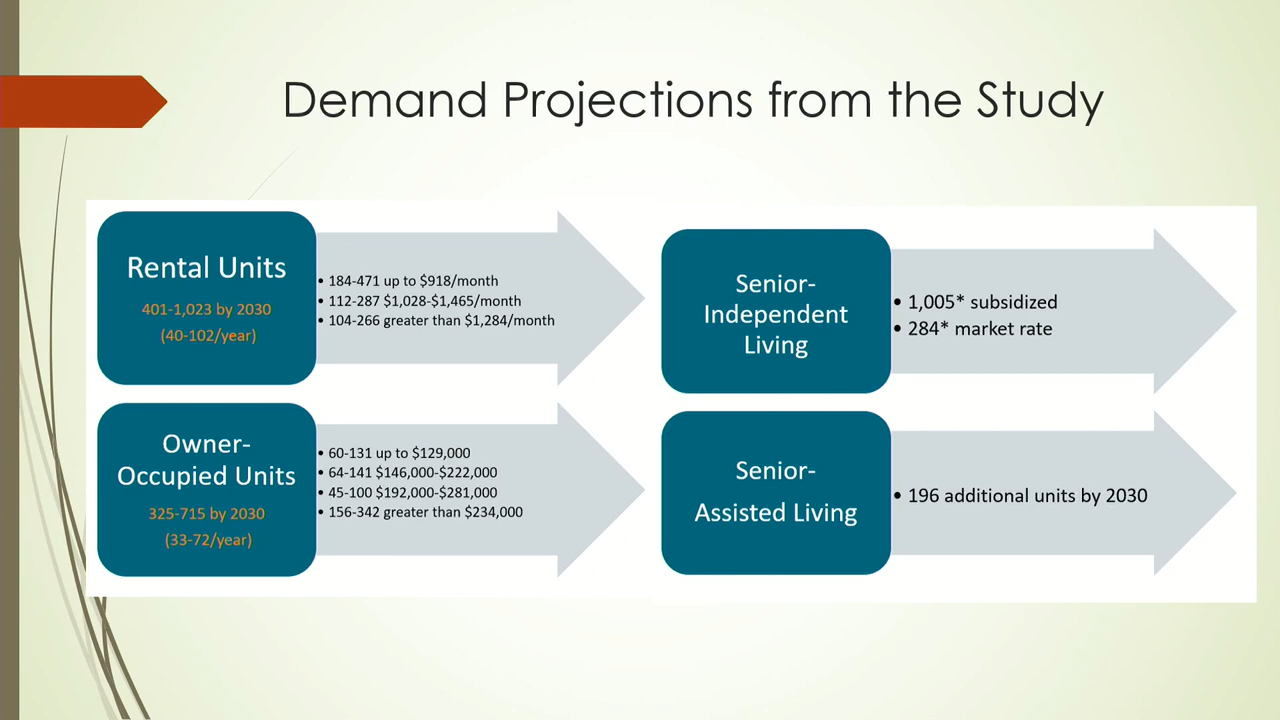 Demand Projections from the Study
Rental Units
401-1,023 by 2030
(40-102/year)
• 184-471 up to $918/month
• 112-287 $1,028-$1,465/month
• 104-266 greater than $1,284/month
Owner-
Occupied Units
325-715 by 2030
(33-72/year)
• 60-131 up to $129,000
• 64-141 $146,000-$222,000
• 45-100 $192,000-$281,000
• 156-342 greater than $234,000
Senior-
Independent
Living
• 1,005* subsidized
• 284* market rate
Senior-
Assisted Living
• 196 additional units by 2030